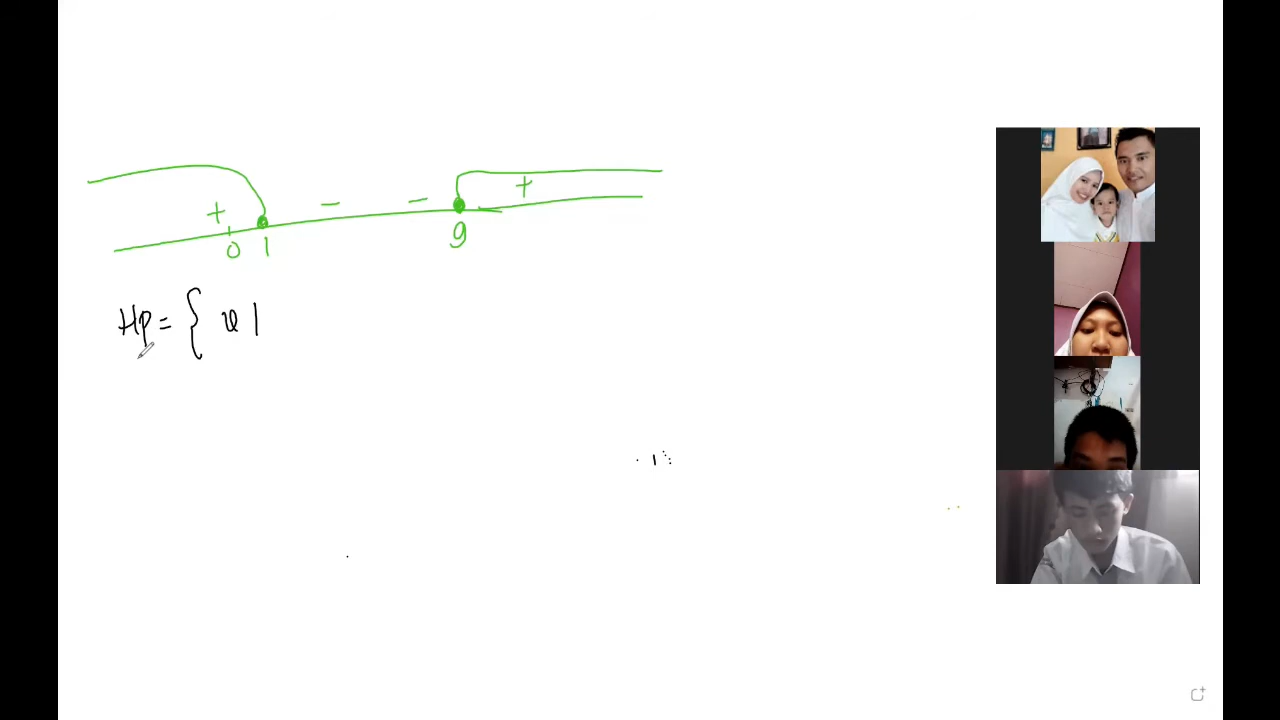 + - - +
0 1 9
Hp = { v |